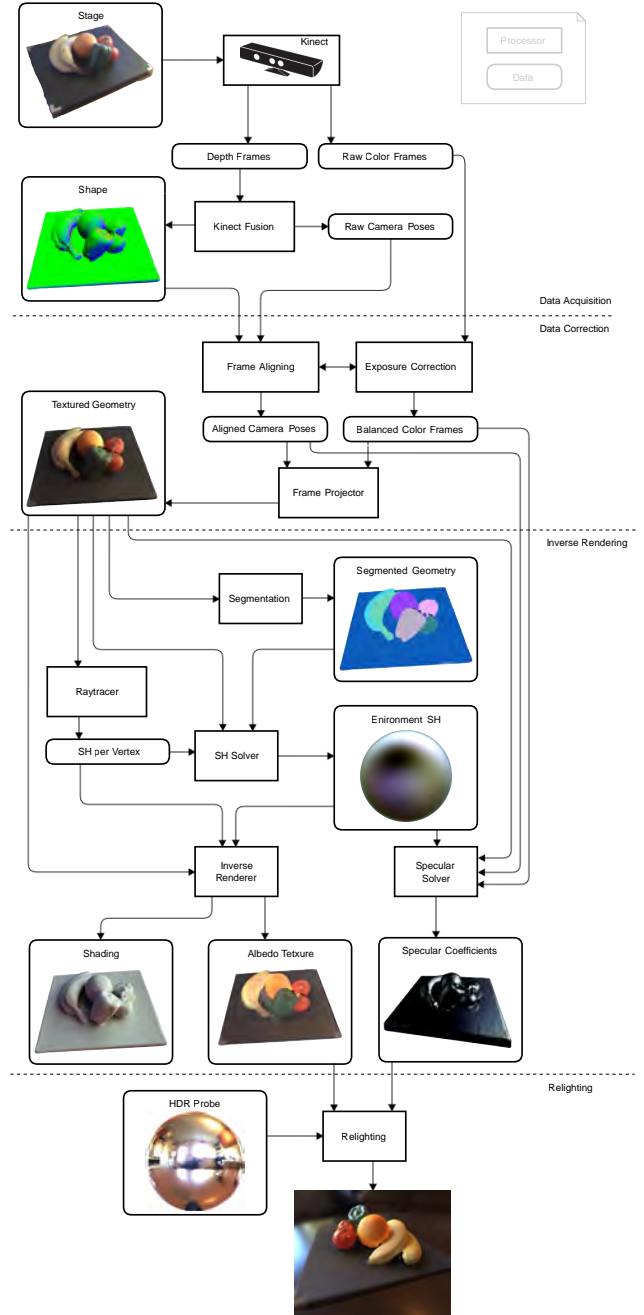 Stage
Kinect
Processor
Data
Depth Frames
Raw Color Frames
Shape
Kinect Fusion
Raw Camera Poses
Data Acquisition
Data Correction
Frame Aligning
Exposure Correction
Textured Geometry
Aligned Camera Poses
Balanced Color Frames
Frame Projector
Inverse Rendering
Segmented Geometry
Segmentation
Raytracer
Enironment SH
SH per Vertex
SH Solver
Inverse
Renderer
Specular
Solver
Shading
Albedo Tetxure
Specular Coefficients
Relighting
HDR Probe
Relighting